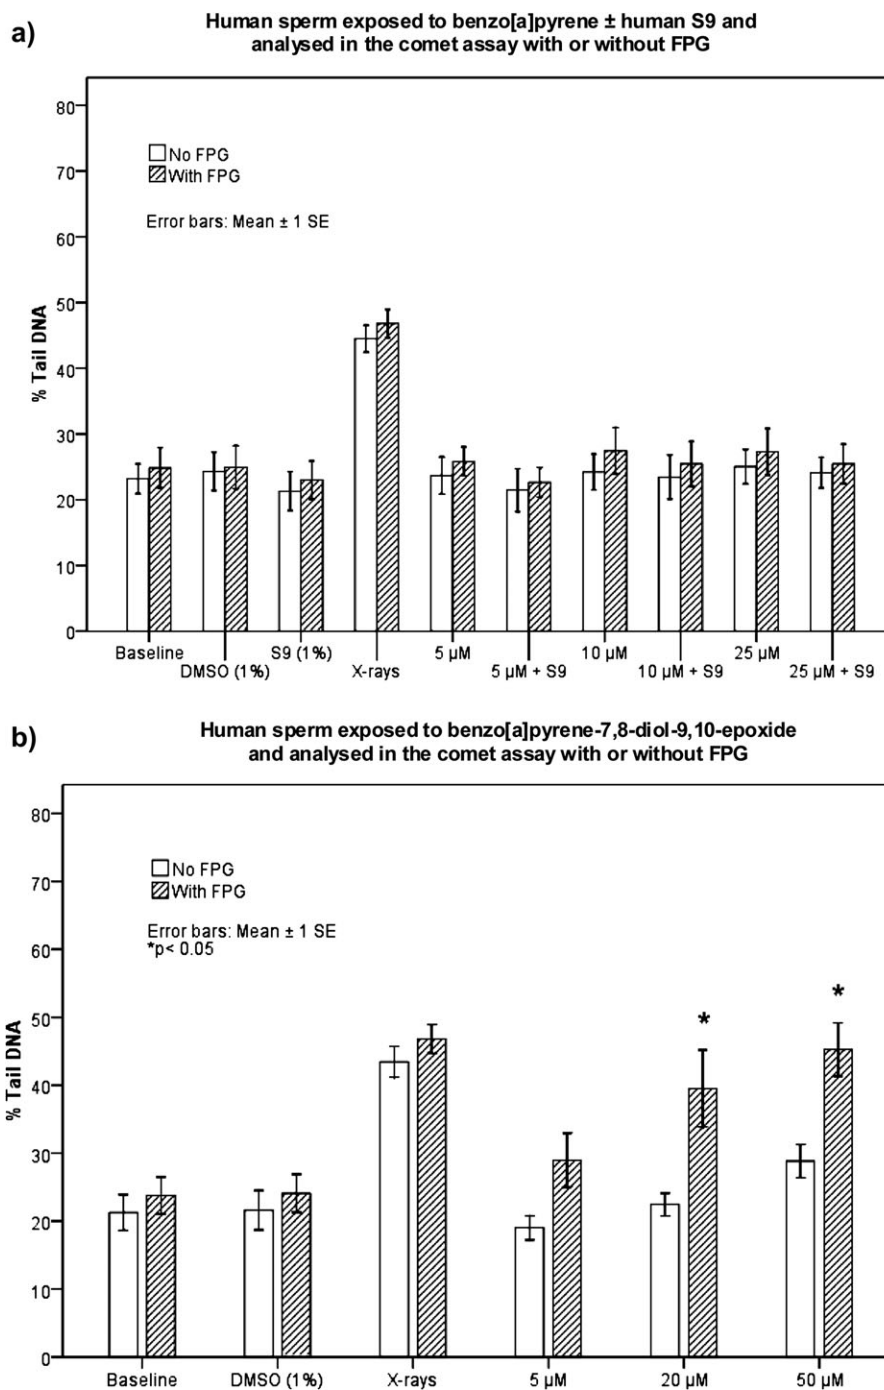 a)
Human sperm exposed to benzo[a]pyrene ± human S9 and
analysed in the comet assay with or without FPG
80
70
60
50
40
30
20
10
0
% Tail DNA
No FPG
With FPG
Error bars: Mean ± 1 SE
Baseline
DMSO (1%)
S9 (1%)
X-rays
5 µM
5 µM + S9
10 µM
10 µM + S9
25 µM
25 µM + S9
b)
Human sperm exposed to benzo[a]pyrene-7,8-diol-9,10-epoxide
and analysed in the comet assay with or without FPG
80
70
60
50
40
30
20
10
0
% Tail DNA
No FPG
With FPG
Error bars: Mean ± 1 SE
*p< 0.05
*
*
Baseline
DMSO (1%)
X-rays
5 µM
20 µM
50 µM